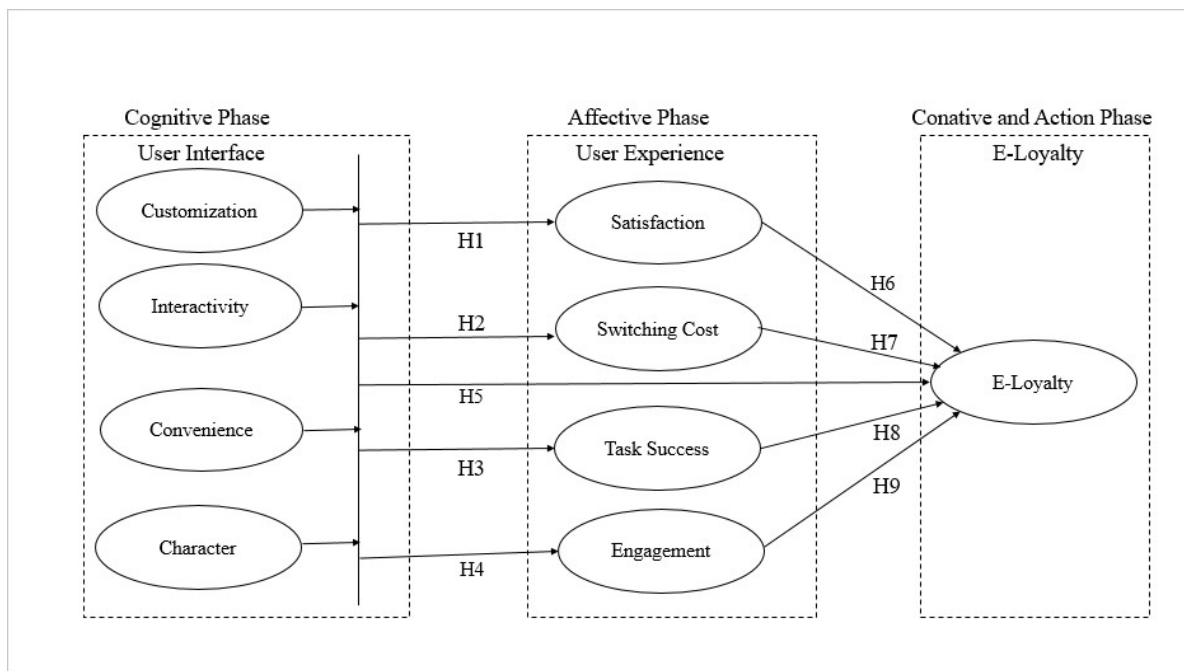 Cognitive Phase
User Interface
Customization
Interactivity
Convenience
Character
H1
H2
H5
H3
H4
Affective Phase
User Experience
Satisfaction
Switching Cost
Task Success
Engagement
H6
H7
H8
H9
Conative and Action Phase
E-Loyalty
E-Loyalty